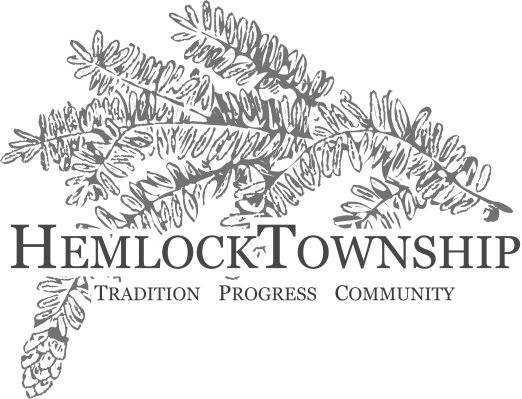 HEMLOCKTOWNSHIP
TRADITION PROGRESS COMMUNITY